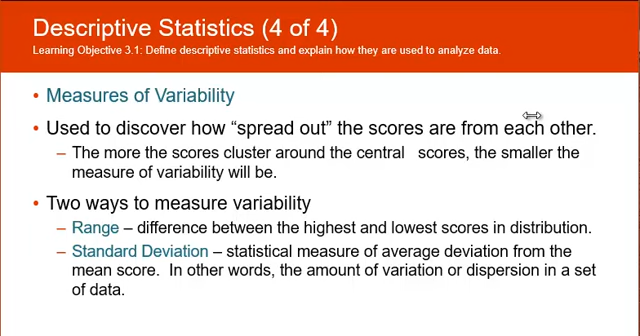 Descriptive Statistics (4 of 4)
Learning Objective 3.1: Define descriptive statistics and explain how they are used to analyze data.
• Measures of Variability
• Used to discover how “spread out” the scores are from each other.
– The more the scores cluster around the central scores, the smaller the
measure of variability will be.
• Two ways to measure variability
– Range – difference between the highest and lowest scores in distribution.
– Standard Deviation – statistical measure of average deviation from the
mean score. In other words, the amount of variation or dispersion in a set
of data.